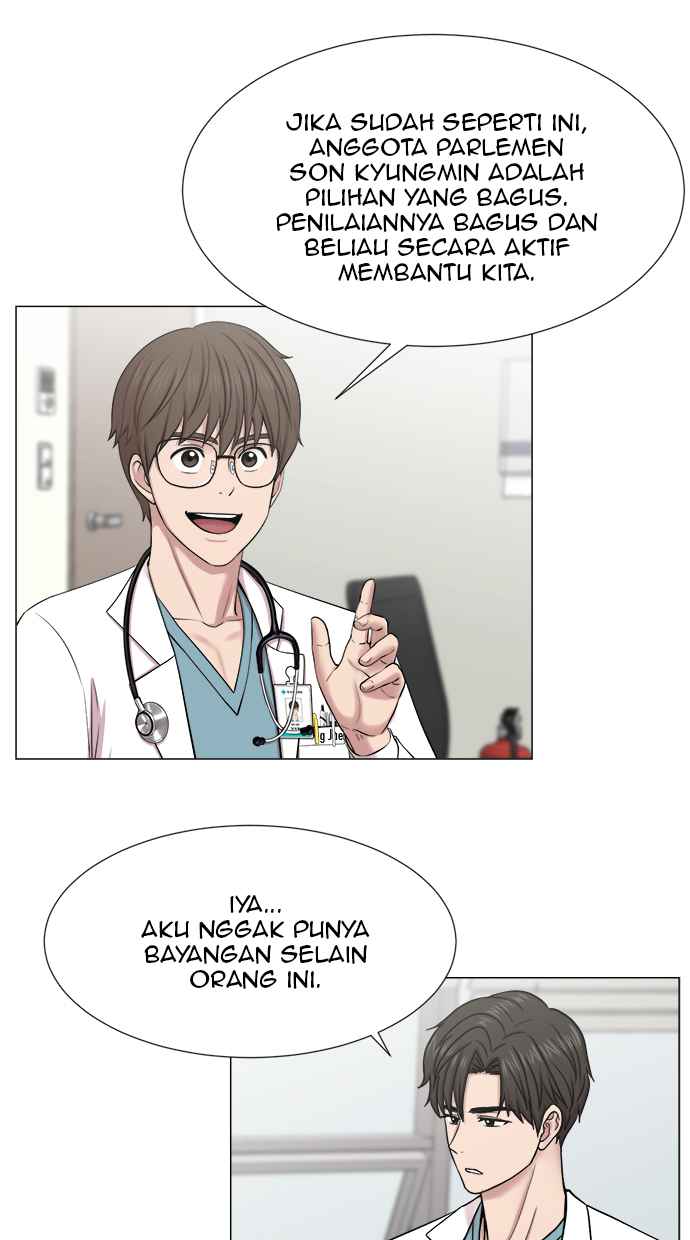 JIKA SUDAH SEPERTI INI,
ANGGOTA PARLEMEN
SON KYUNGMIN ADALAH
PILIHAN YANG BAGUS.
PENILAIANNYA BAGUS DAN
BELIAU SECARA AKTIF
MEMBANTU KITA.
IYA...
AKU NGGAK PUNYA
BAYANGAN SELAIN
ORANG INI.